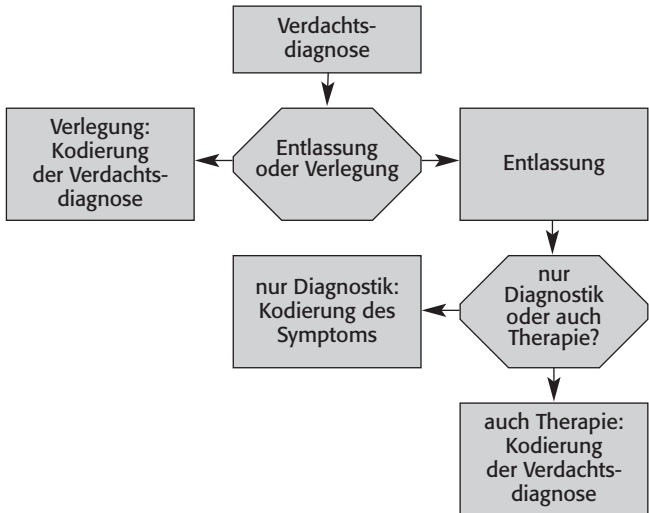 Verdachts-
diagnose
Verlegung:
Kodierung
der Verdachts-
diagnose
Entlassung
oder Verlegung
Entlassung
nur Diagnostik:
Kodierung des
Symptoms
nur
Diagnostik
oder auch
Therapie?
auch Therapie:
Kodierung
der Verdachts-
diagnose